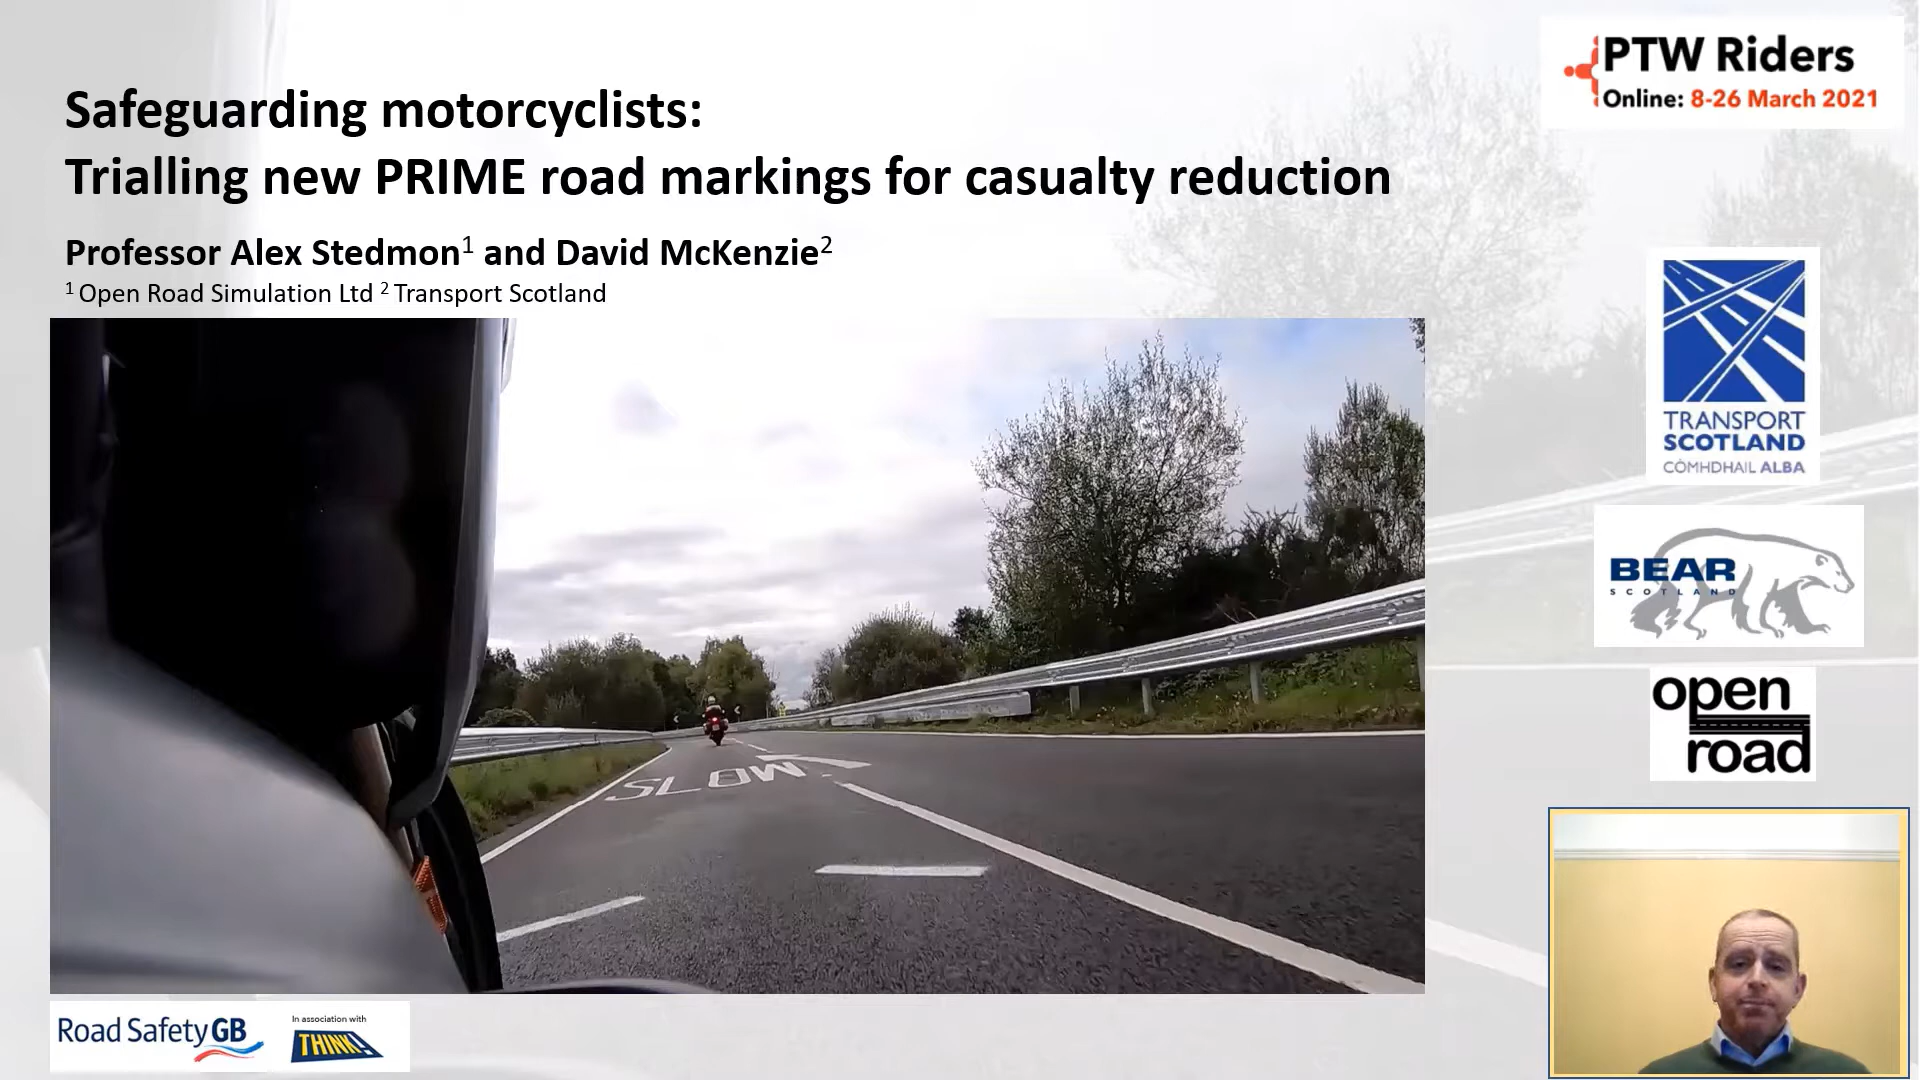 Safeguarding motorcyclists:
Trialling new PRIME road markings for casualty reduction
Professor Alex Stedmon1 and David McKenzie2
1 Open Road Simulation Ltd 2 Transport Scotland
PTW Riders
Online: 8-26 March 2021
TRANSPORT
SCOTLAND
CÒMHDHAIL ALBA
BEAR
SCOTLAND
open
road
SLOW
Road Safety GB
In association with
THINK!